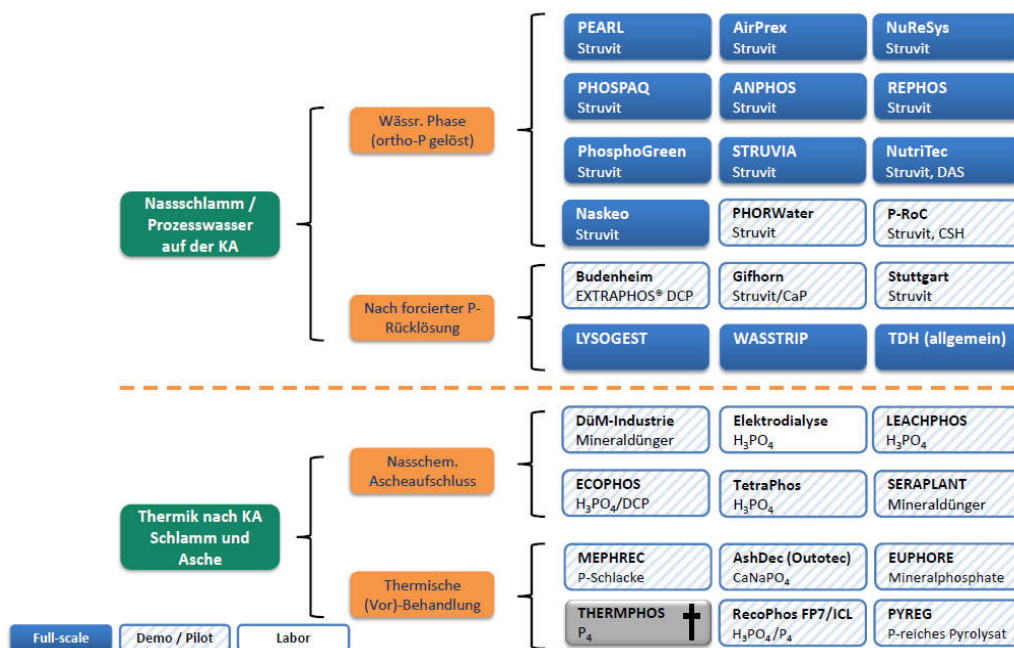 PEARL
Struvit
AirPrex
Struvit
NuReSys
Struvit
PHOSPAQ
Struvit
ANPHOS
Struvit
REPHOS
Struvit
Wässr. Phase
(ortho-P gelöst)
PhosphoGreen
Struvit
STRUVIA
Struvit
NutriTec
Struvit, DAS
Nassschlamm /
Prozesswasser
auf der KA
Naskeo
Struvit
PHORWater
Struvit
P-RoC
Struvit, CSH
Nach forcierter P-
Rücklösung
Budenheim
EXTRAPHOS® DCP
Gifhorn
Struvit/CaP
Stuttgart
Struvit
LYSOGEST
WASSTRIP
TDH (allgemein)
DüM-Industrie
Mineraldünger
Elektrodialyse
H₃PO₄
LEACHPHOS
H₃PO₄
Nasschem.
Ascheaufschluss
ECOPHOS
H₃PO₄/DCP
TetraPhos
H₃PO₄
SERAPLANT
Mineraldünger
Thermik nach KA
Schlamm und
Asche
MEPHREC
P-Schlacke
AshDec (Outotec)
CaNaPO₄
EUPHORE
Mineralphosphate
Thermische
(Vor)-Behandlung
THERMPHOS
P₄
RecoPhos FP7/ICL
H₃PO₄/P₄
PYREG
P-reiches Pyrolysat
Full-scale
Demo / Pilot
Labor